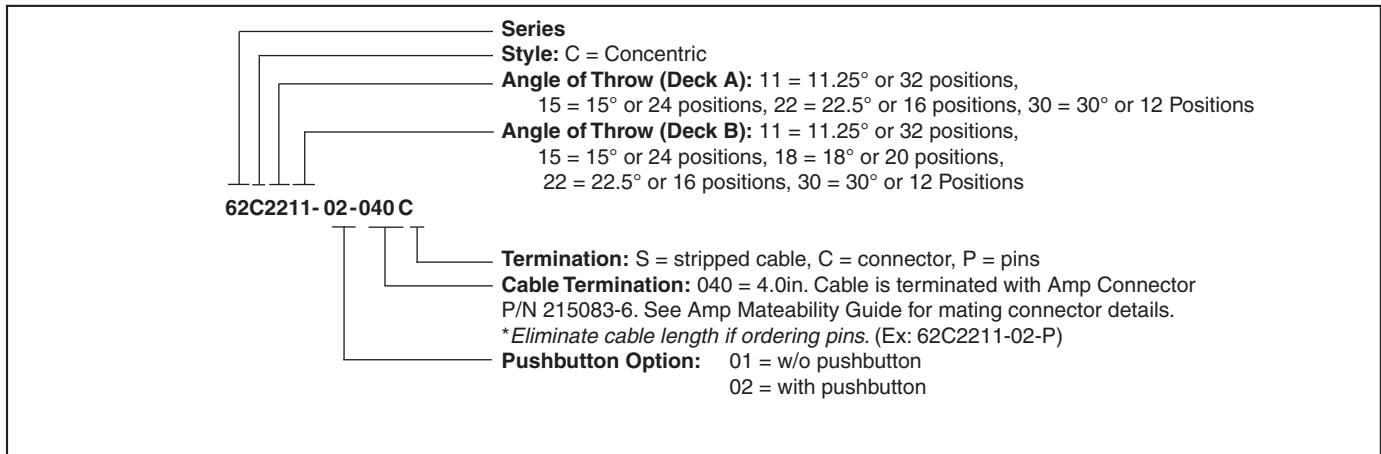 Series
Style: C = Concentric
Angle of Throw (Deck A): 11 = 11.25° or 32 positions,
15 = 15° or 24 positions, 22 = 22.5° or 16 positions, 30 = 30° or 12 Positions
Angle of Throw (Deck B): 11 = 11.25° or 32 positions,
15 = 15° or 24 positions, 18 = 18° or 20 positions,
22 = 22.5° or 16 positions, 30 = 30° or 12 Positions
62C2211-02-040 C
Termination: S = stripped cable, C = connector, P = pins
Cable Termination: 040 = 4.0in. Cable is terminated with Amp Connector
P/N 215083-6. See Amp Mateability Guide for mating connector details.
*Eliminate cable length if ordering pins. (Ex: 62C2211-02-P)
Pushbutton Option: 01 = w/o pushbutton
02 = with pushbutton